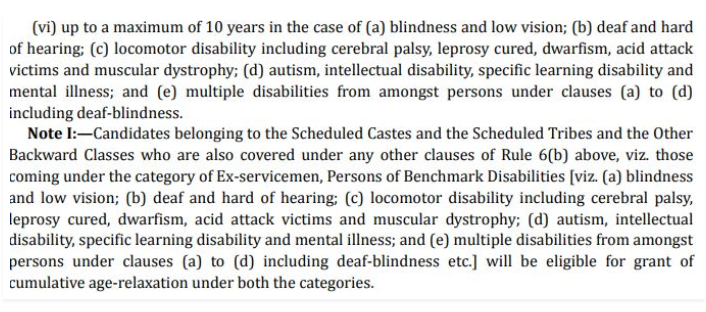 (vi) up to a maximum of 10 years in the case of (a) blindness and low vision; (b) deaf and hard
of hearing; (c) locomotor disability including cerebral palsy, leprosy cured, dwarfism, acid attack
victims and muscular dystrophy; (d) autism, intellectual disability, specific learning disability and
mental illness; and (e) multiple disabilities from amongst persons under clauses (a) to (d)
including deaf-blindness.
Note I:—Candidates belonging to the Scheduled Castes and the Scheduled Tribes and the Other
Backward Classes who are also covered under any other clauses of Rule 6(b) above, viz. those
coming under the category of Ex-servicemen, Persons of Benchmark Disabilities [viz. (a) blindness
and low vision; (b) deaf and hard of hearing; (c) locomotor disability including cerebral palsy,
leprosy cured, dwarfism, acid attack victims and muscular dystrophy; (d) autism, intellectual
disability, specific learning disability and mental illness; and (e) multiple disabilities from amongst
persons under clauses (a) to (d) including deaf-blindness etc.] will be eligible for grant of
cumulative age-relaxation under both the categories.